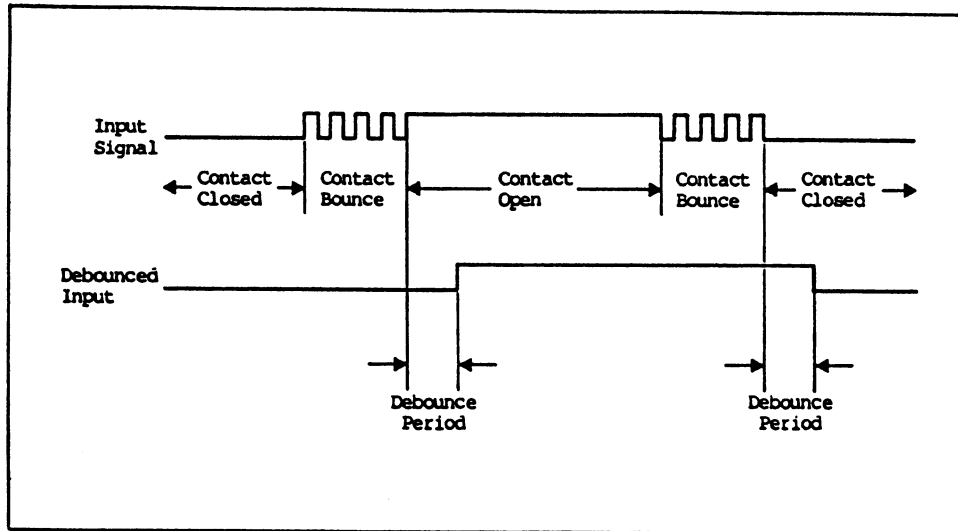 Input
Signal
Contact
Closed
Contact
Bounce
Contact
Open
Contact
Bounce
Contact
Closed
Debounced
Input
Debounce
Period
Debounce
Period